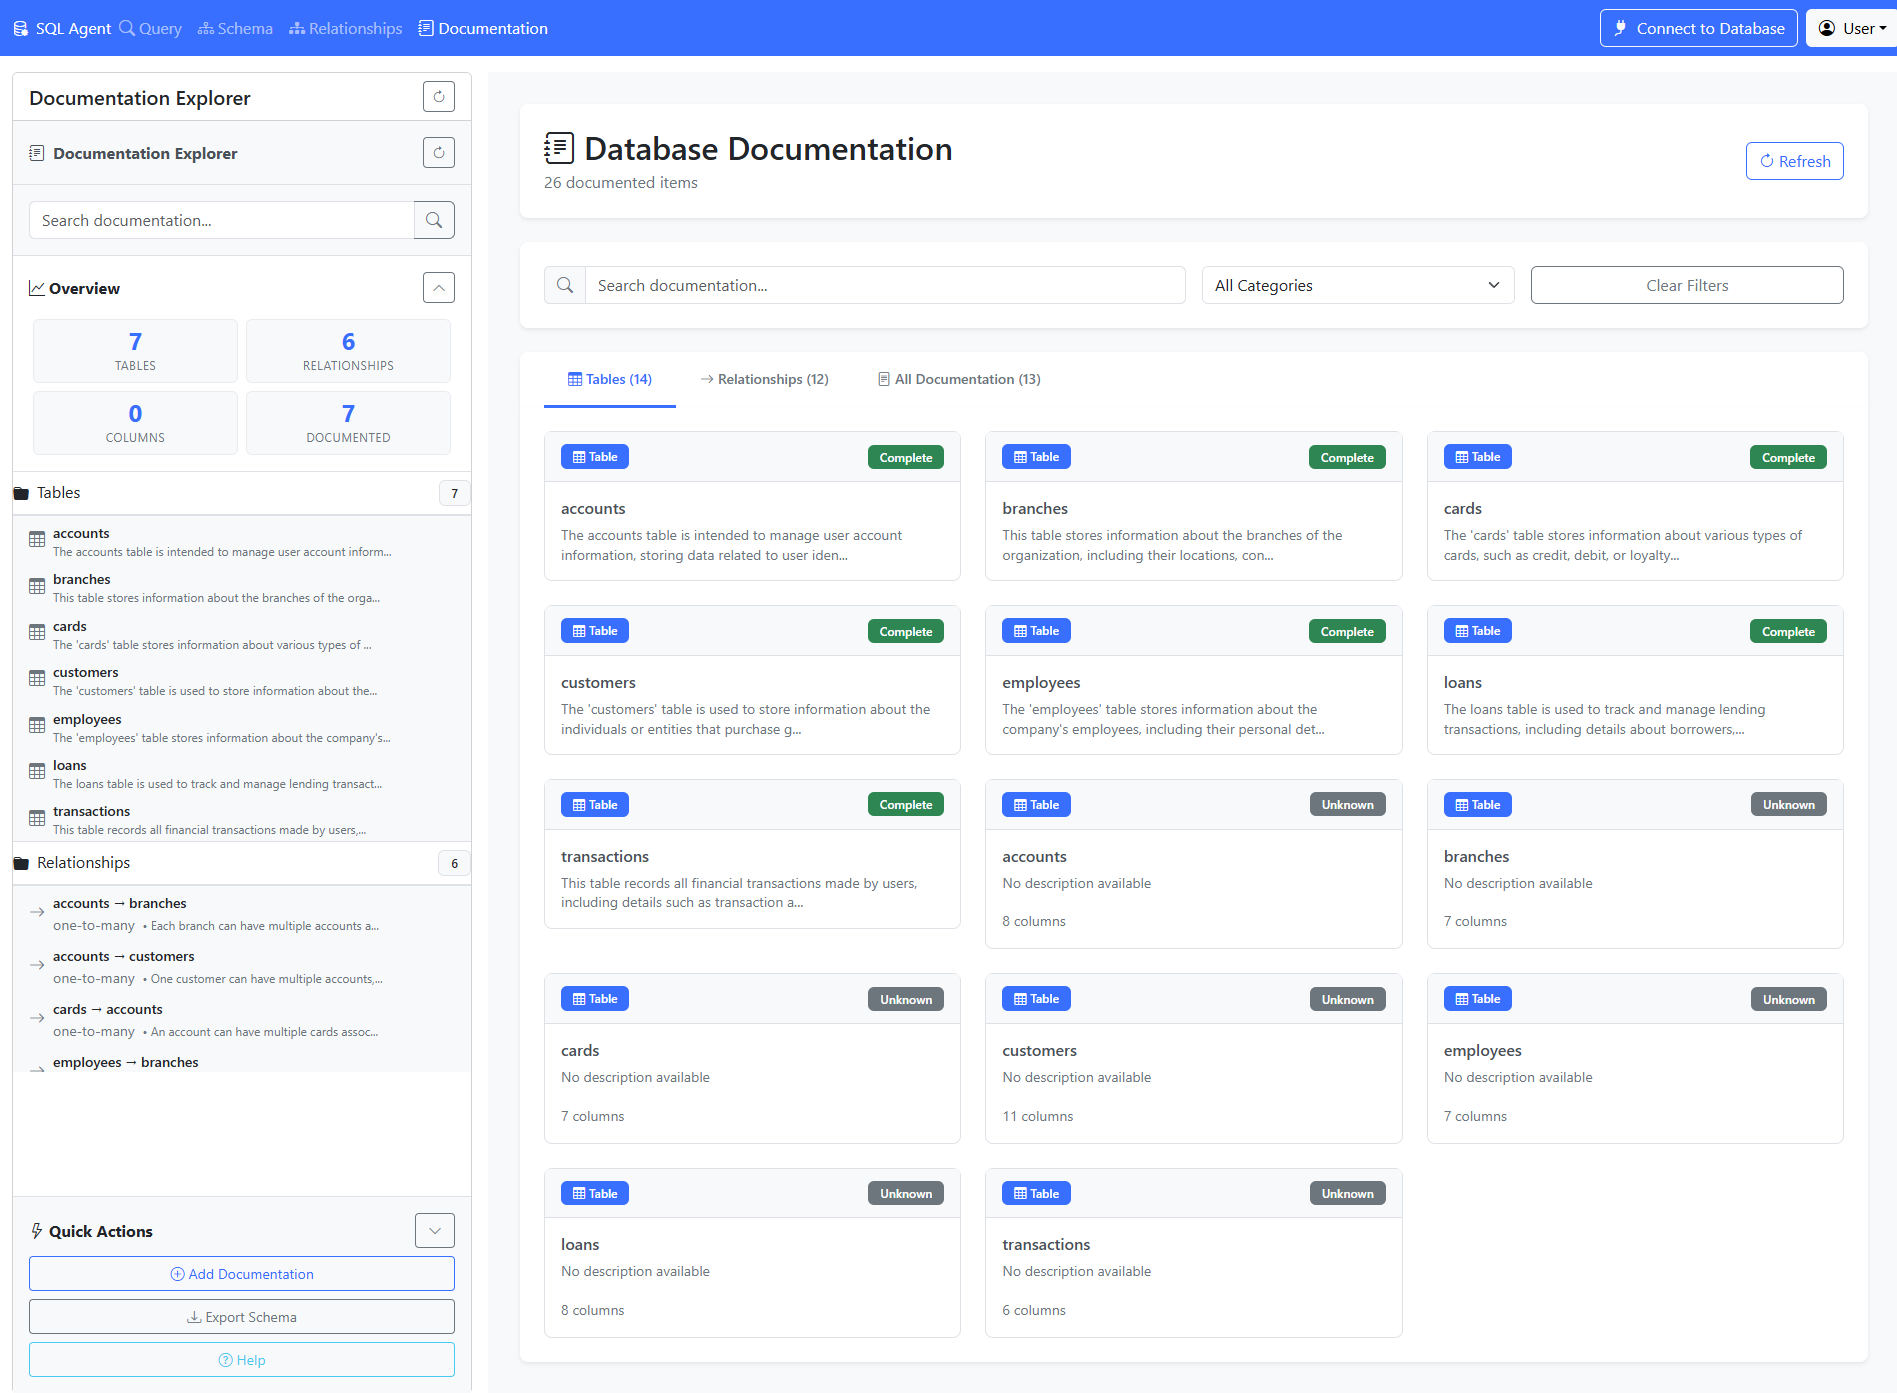 SQL Agent Query Schema Relationships Documentation Connect to Database User
Documentation Explorer
Documentation Explorer
Search documentation...
Overview
7
TABLES
6
RELATIONSHIPS
0
COLUMNS
7
DOCUMENTED
Tables 7
accounts
The accounts table is intended to manage user account inform...
branches
This table stores information about the branches of the orga...
cards
The 'cards' table stores information about various types of ...
customers
The 'customers' table is used to store information about the...
employees
The 'employees' table stores information about the company's...
loans
The loans table is used to track and manage lending transact...
transactions
This table records all financial transactions made by users,...
Relationships 6
accounts → branches
one-to-many • Each branch can have multiple accounts a...
accounts → customers
one-to-many • One customer can have multiple accounts,...
cards → accounts
one-to-many • An account can have multiple cards assoc...
employees → branches
Quick Actions
Add Documentation
Export Schema
Help
Database Documentation
26 documented items
Refresh
Search documentation...
All Categories
Clear Filters
Tables (14) Relationships (12) All Documentation (13)
Table Complete
accounts
The accounts table is intended to manage user account
information, storing data related to user iden...
Table Complete
branches
This table stores information about the branches of the
organization, including their locations, con...
Table Complete
cards
The 'cards' table stores information about various types of
cards, such as credit, debit, or loyalty...
Table Complete
customers
The 'customers' table is used to store information about the
individuals or entities that purchase g...
Table Complete
employees
The 'employees' table stores information about the
company's employees, including their personal det...
Table Complete
loans
The loans table is used to track and manage lending
transactions, including details about borrowers,...
Table Complete
transactions
This table records all financial transactions made by users,
including details such as transaction a...
Table Unknown
accounts
No description available
8 columns
Table Unknown
branches
No description available
7 columns
Table Unknown
cards
No description available
7 columns
Table Unknown
customers
No description available
11 columns
Table Unknown
employees
No description available
7 columns
Table Unknown
loans
No description available
8 columns
Table Unknown
transactions
No description available
6 columns